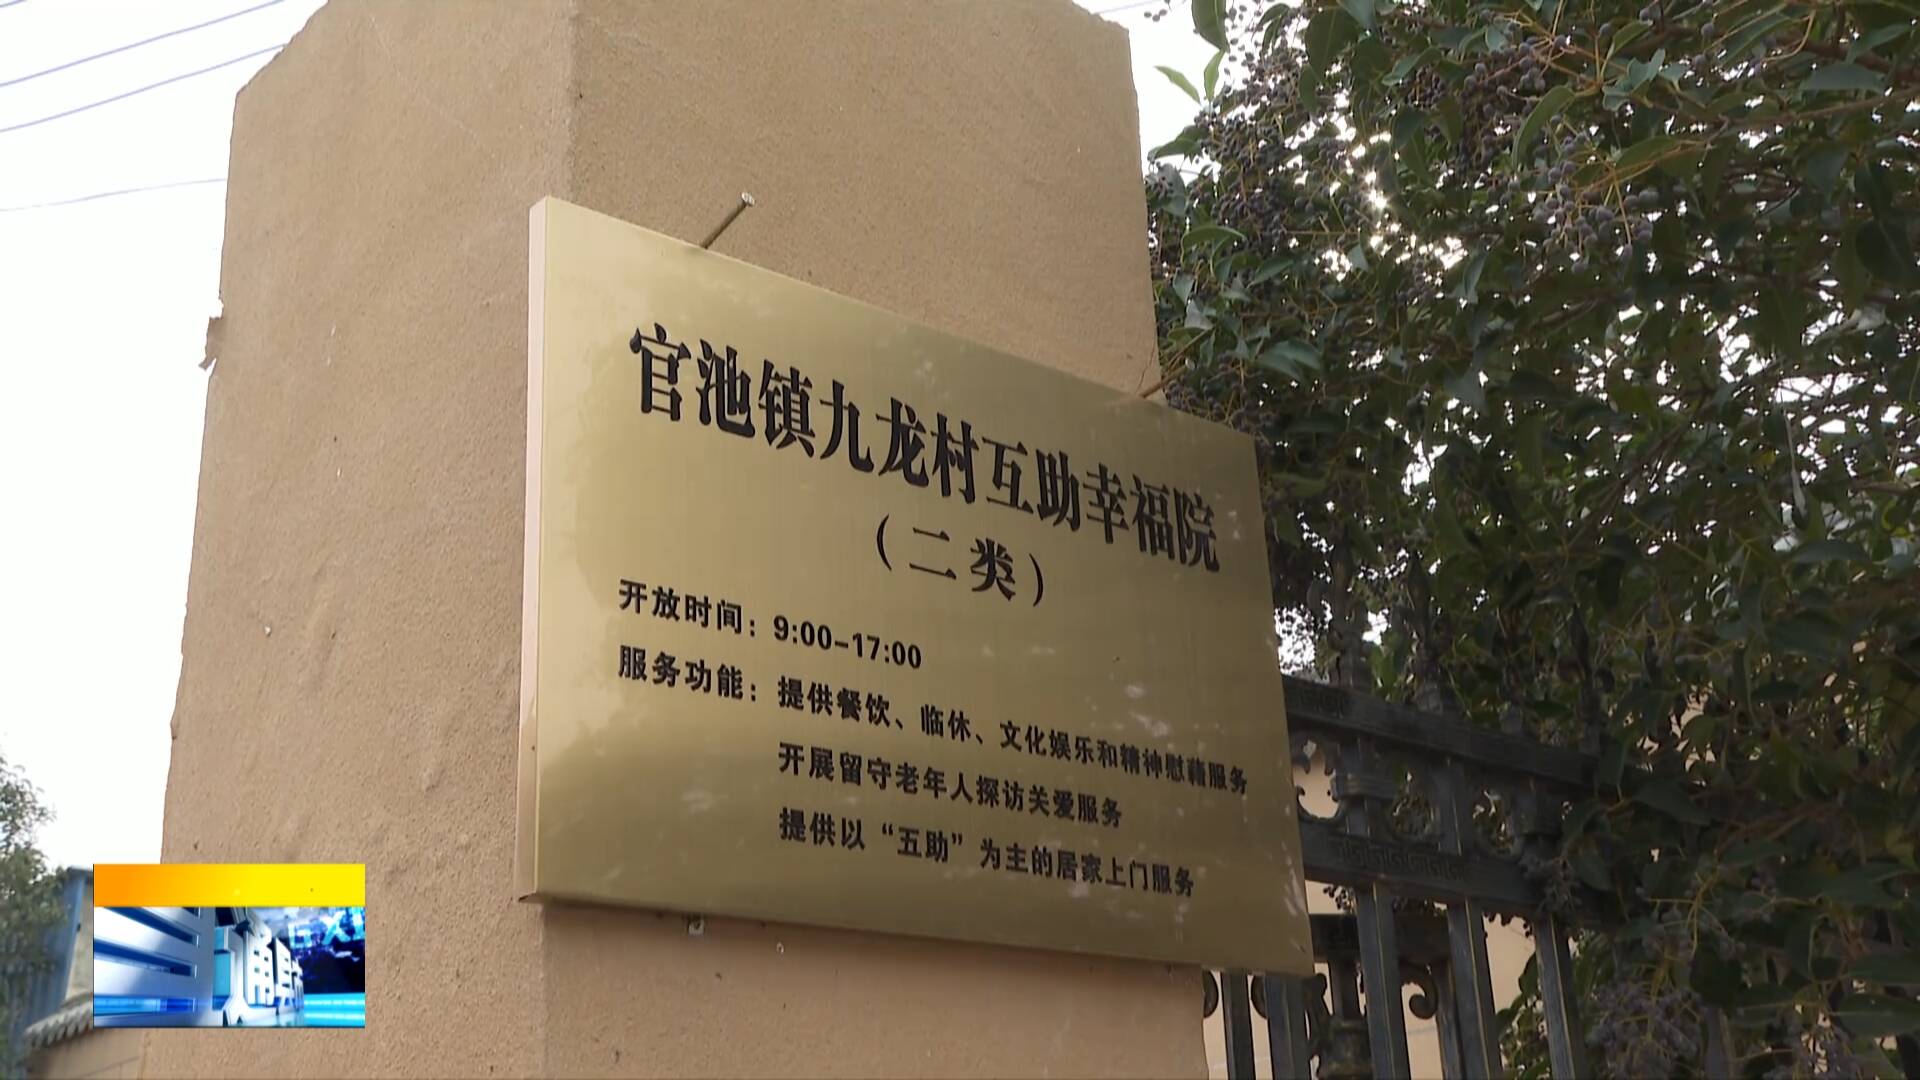 官池镇九龙村互助幸福院
（二类）
开放时间：9:00-17:00
服务功能：提供餐饮、临休、文化娱乐和精神慰藉服务
开展留守老年人探访关爱服务
提供以“五助”为主的居家上门服务